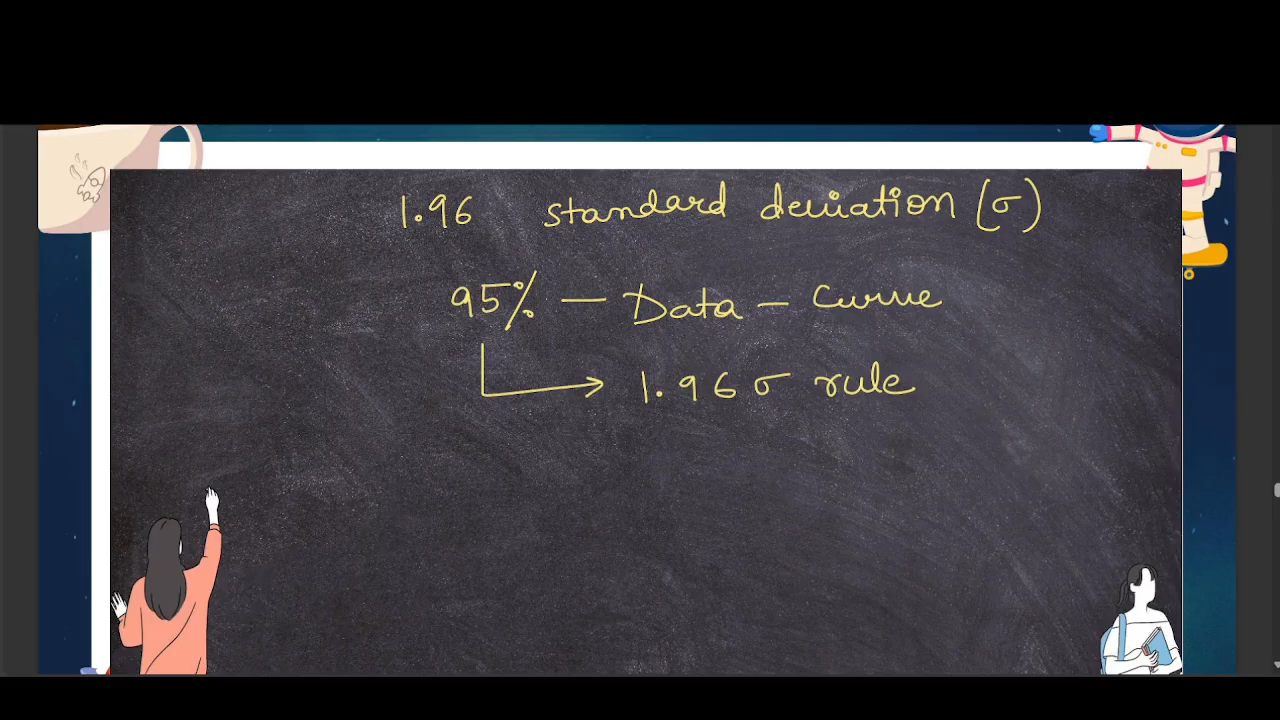 1.96 standard deviation (σ)
95% — Data — Curve
1.96 σ rule